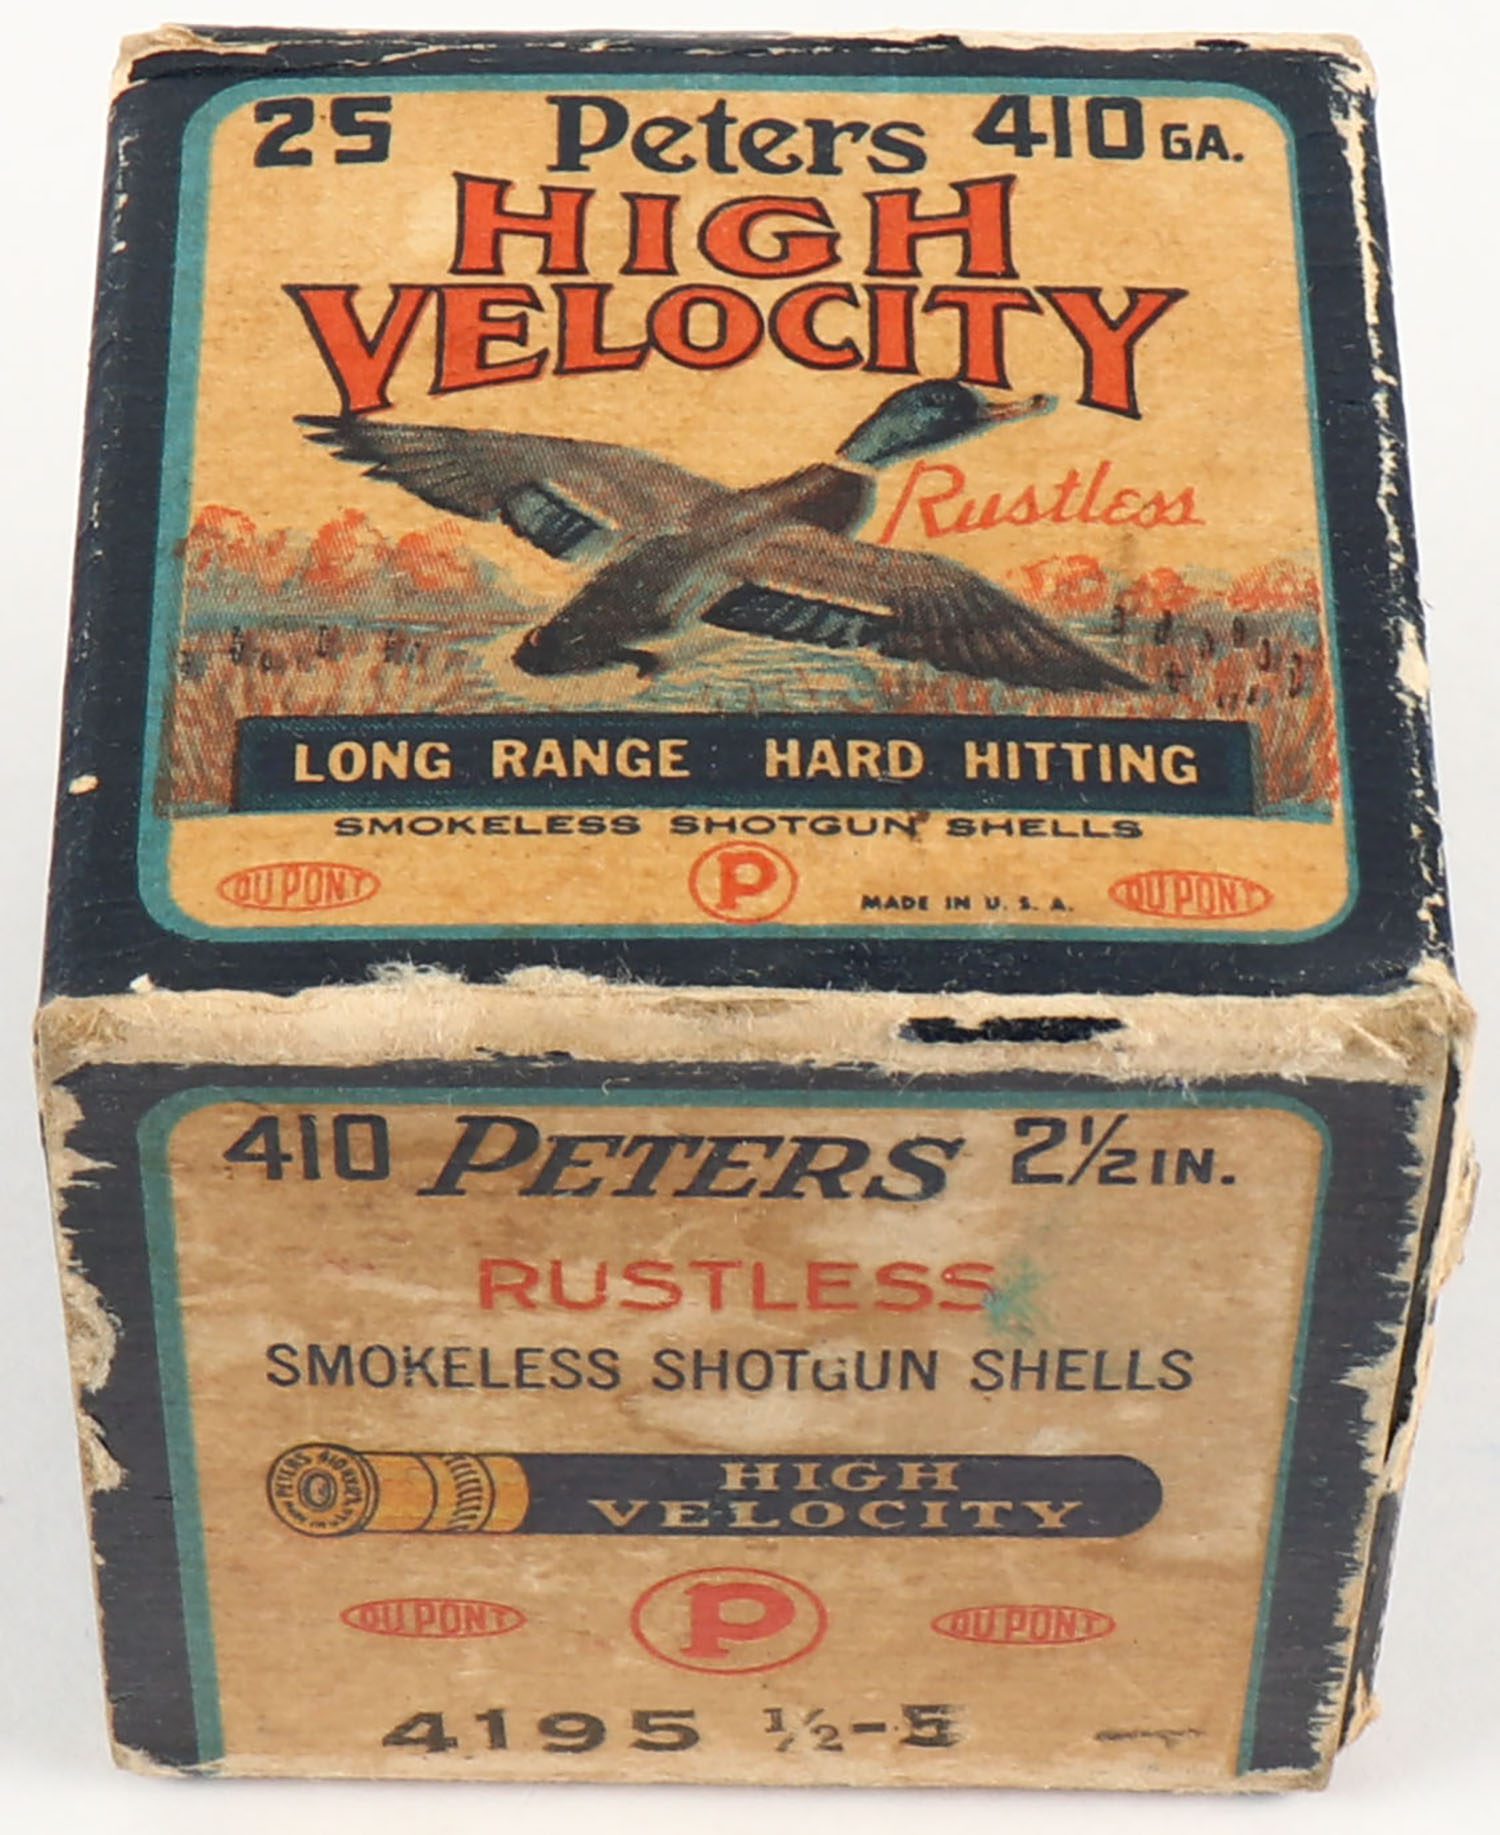 25 Peters 410 GA.
HIGH
VELOCITY
Rustless
LONG RANGE HARD HITTING
SMOKELESS SHOTGUN SHELLS
DU PONT P MADE IN U. S. A. DU PONT
410 PETERS 2½ IN.
RUSTLESS
SMOKELESS SHOTGUN SHELLS
PETERS 410
HIGH
VELOCITY
DU PONT P DU PONT
4195 ½-5